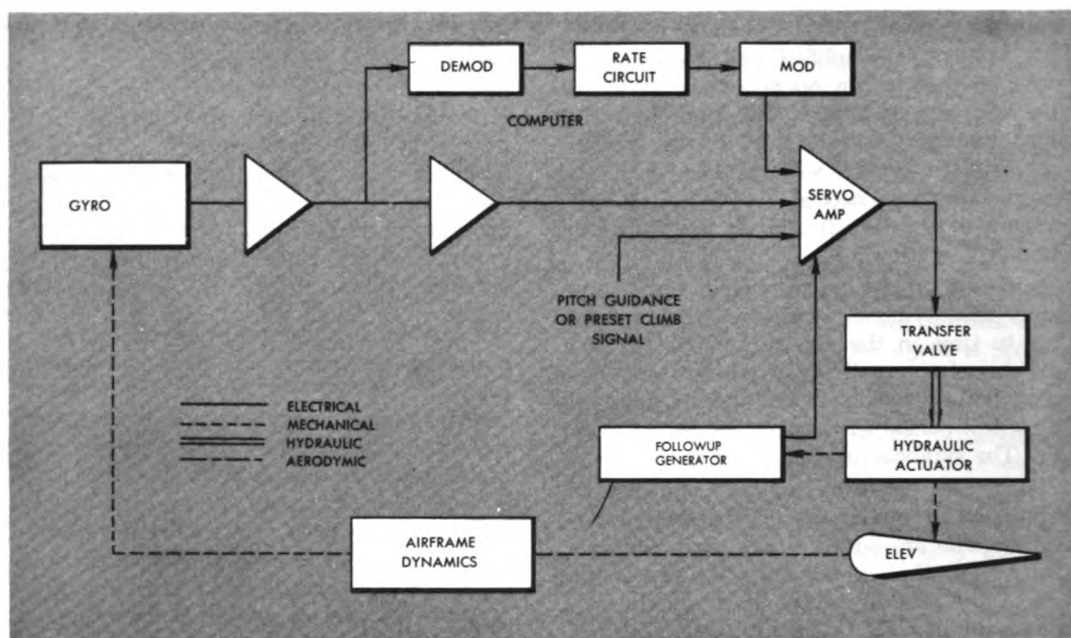 DEMOD
RATE
CIRCUIT
MOD
COMPUTER
GYRO
SERVO
AMP
PITCH GUIDANCE
OR PRESET CLIMB
SIGNAL
TRANSFER
VALVE
ELECTRICAL
MECHANICAL
HYDRAULIC
AERODYMIC
FOLLOWUP
GENERATOR
HYDRAULIC
ACTUATOR
AIRFRAME
DYNAMICS
ELEV